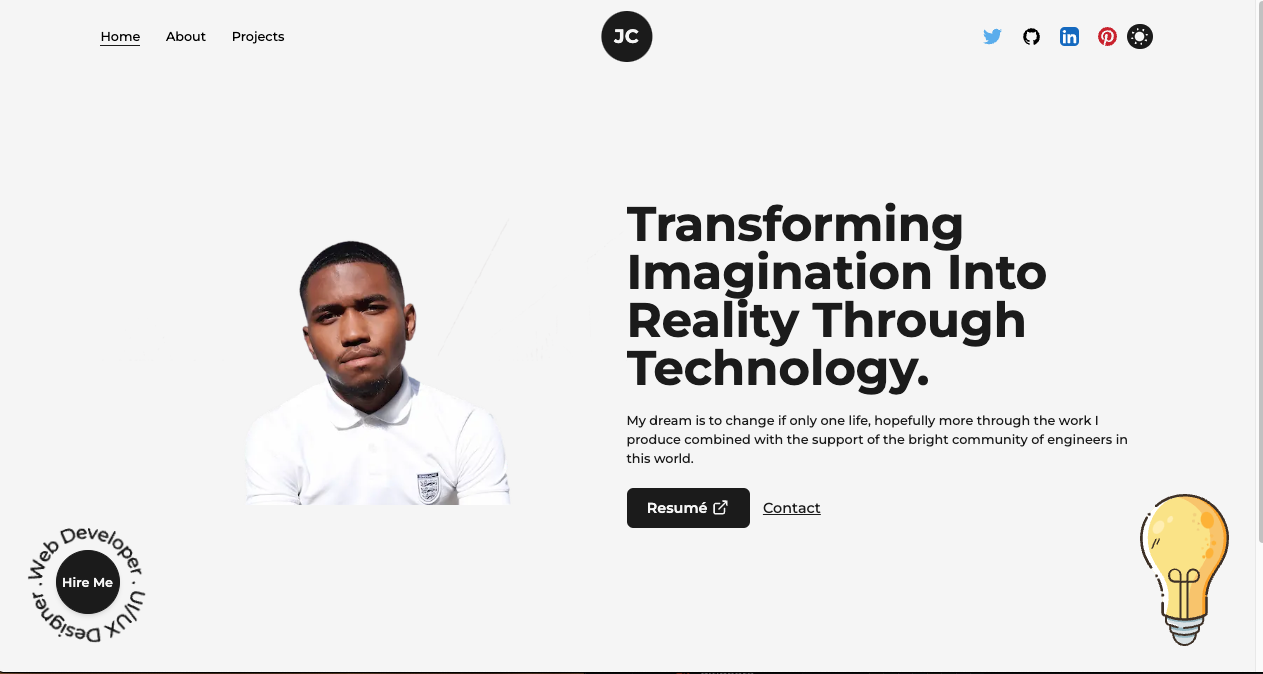 Home
About
Projects
JC
in
Transforming
Imagination Into
Reality Through
Technology.
My dream is to change if only one life, hopefully more through the work I
produce combined with the support of the bright community of engineers in
this world.
Resumé
Contact
Web Developer · UI/UX Designer ·
Hire Me